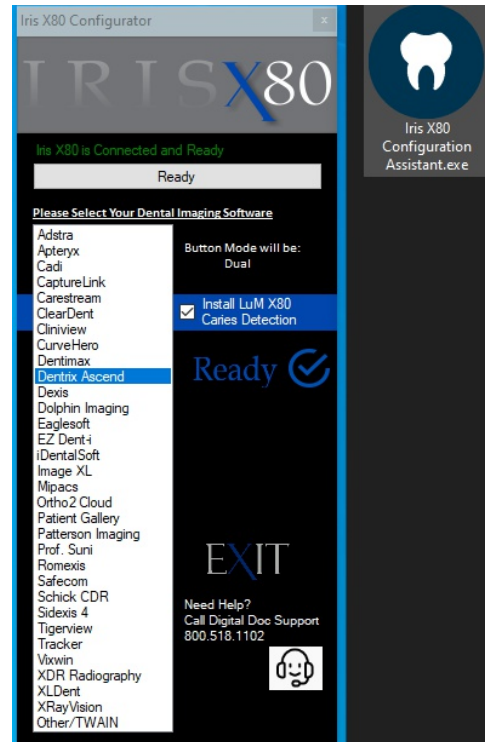 Iris X80 Configurator
x
IRISX80
Iris X80 is Connected and Ready
Ready
Please Select Your Dental Imaging Software
Adstra
Apteryx
Cadi
CaptureLink
Carestream
ClearDent
Cliniview
CurveHero
Dentimax
Dentrix Ascend
Dexis
Dolphin Imaging
Eaglesoft
EZ Dent-i
iDentalSoft
Image XL
Mipacs
Ortho2 Cloud
Patient Gallery
Patterson Imaging
Prof. Suni
Romexis
Safecom
Schick CDR
Sidexis 4
Tigerview
Tracker
Vixwin
XDR Radiography
XLDent
XRayVision
Other/TWAIN
Button Mode will be:
Dual
Install LuM X80
Caries Detection
Ready
EXIT
Need Help?
Call Digital Doc Support
800.518.1102
Iris X80
Configuration
Assistant.exe